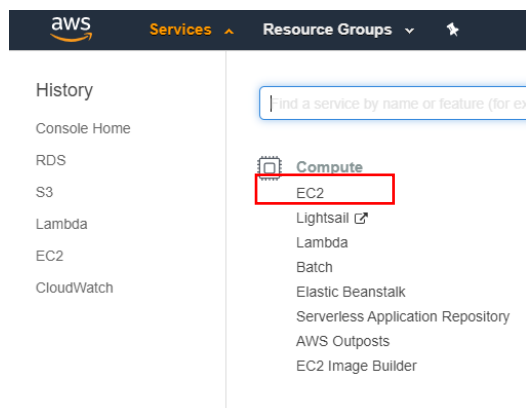 aws
Services
Resource Groups
History
Console Home
RDS
S3
Lambda
EC2
CloudWatch
Find a service by name or feature (for ex
Compute
EC2
Lightsail
Lambda
Batch
Elastic Beanstalk
Serverless Application Repository
AWS Outposts
EC2 Image Builder